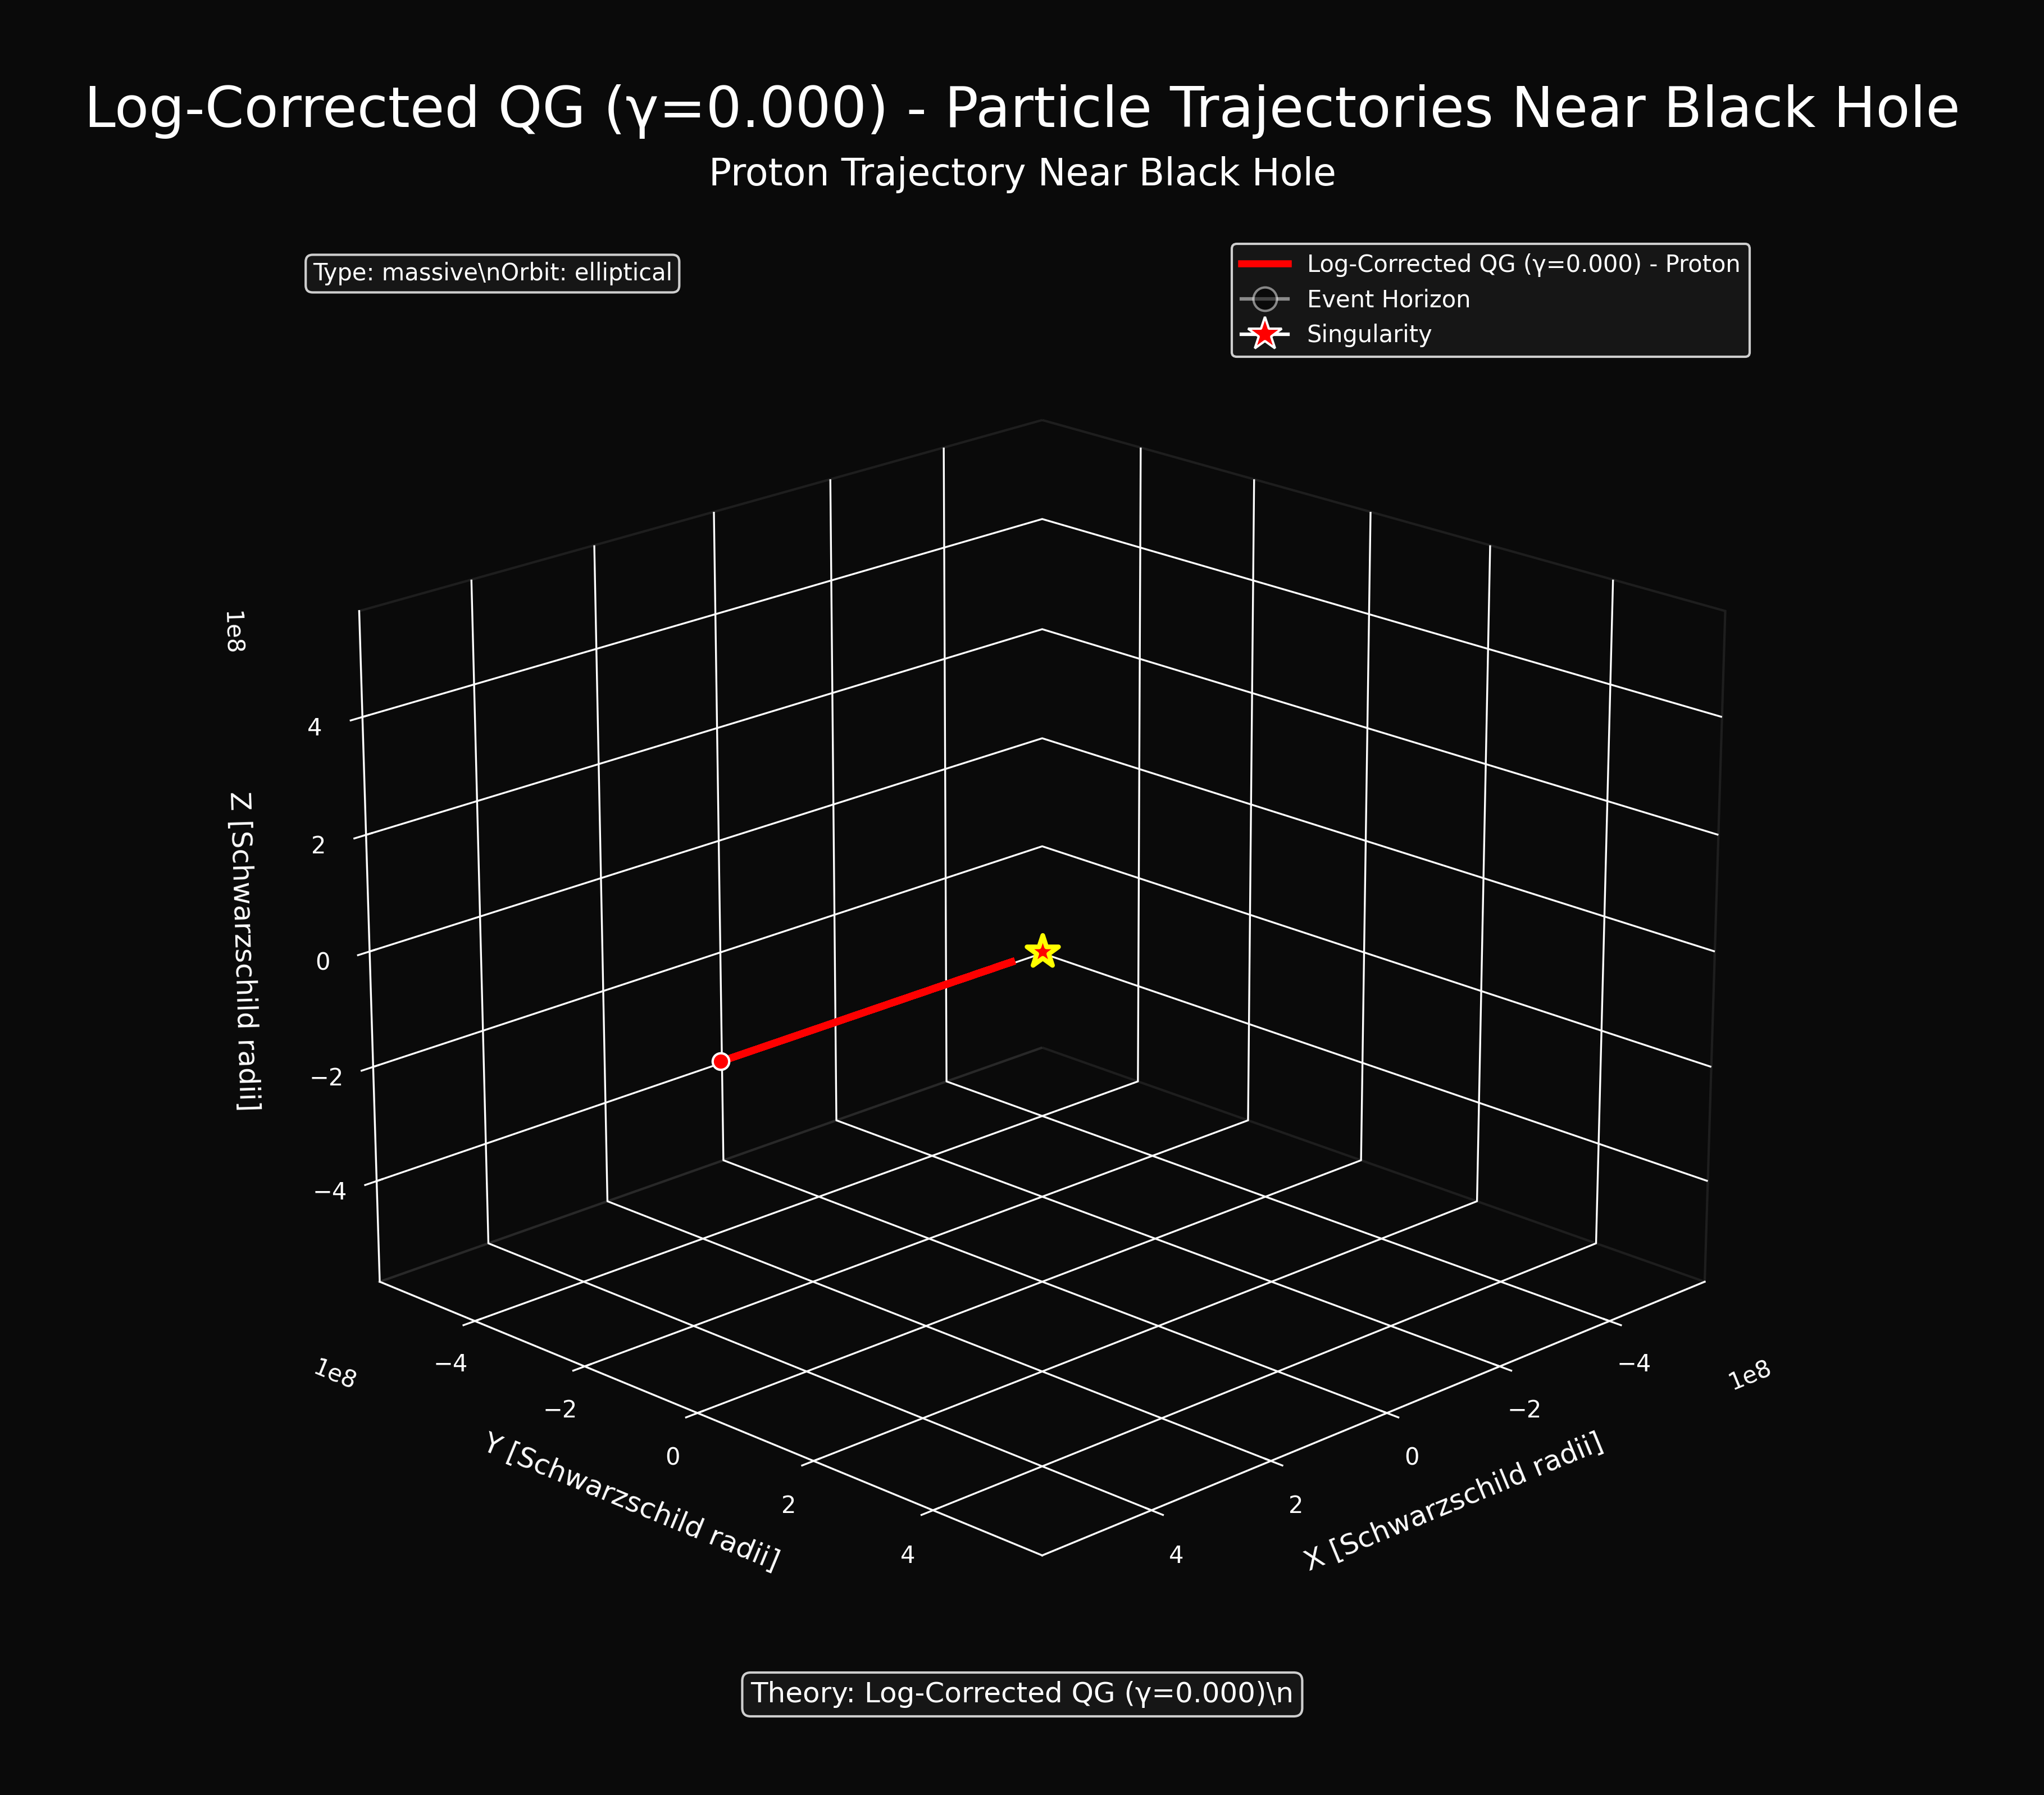 Log-Corrected QG (γ=0.000) - Particle Trajectories Near Black Hole
Proton Trajectory Near Black Hole
Type: massive\nOrbit: elliptical
Log-Corrected QG (γ=0.000) - Proton
Event Horizon
Singularity
1e8
4
2
0
−2
−4
Z [Schwarzschild radii]
1e8
−4
−2
0
2
4
Y [Schwarzschild radii]
1e8
−4
−2
0
2
4
X [Schwarzschild radii]
Theory: Log-Corrected QG (γ=0.000)\n